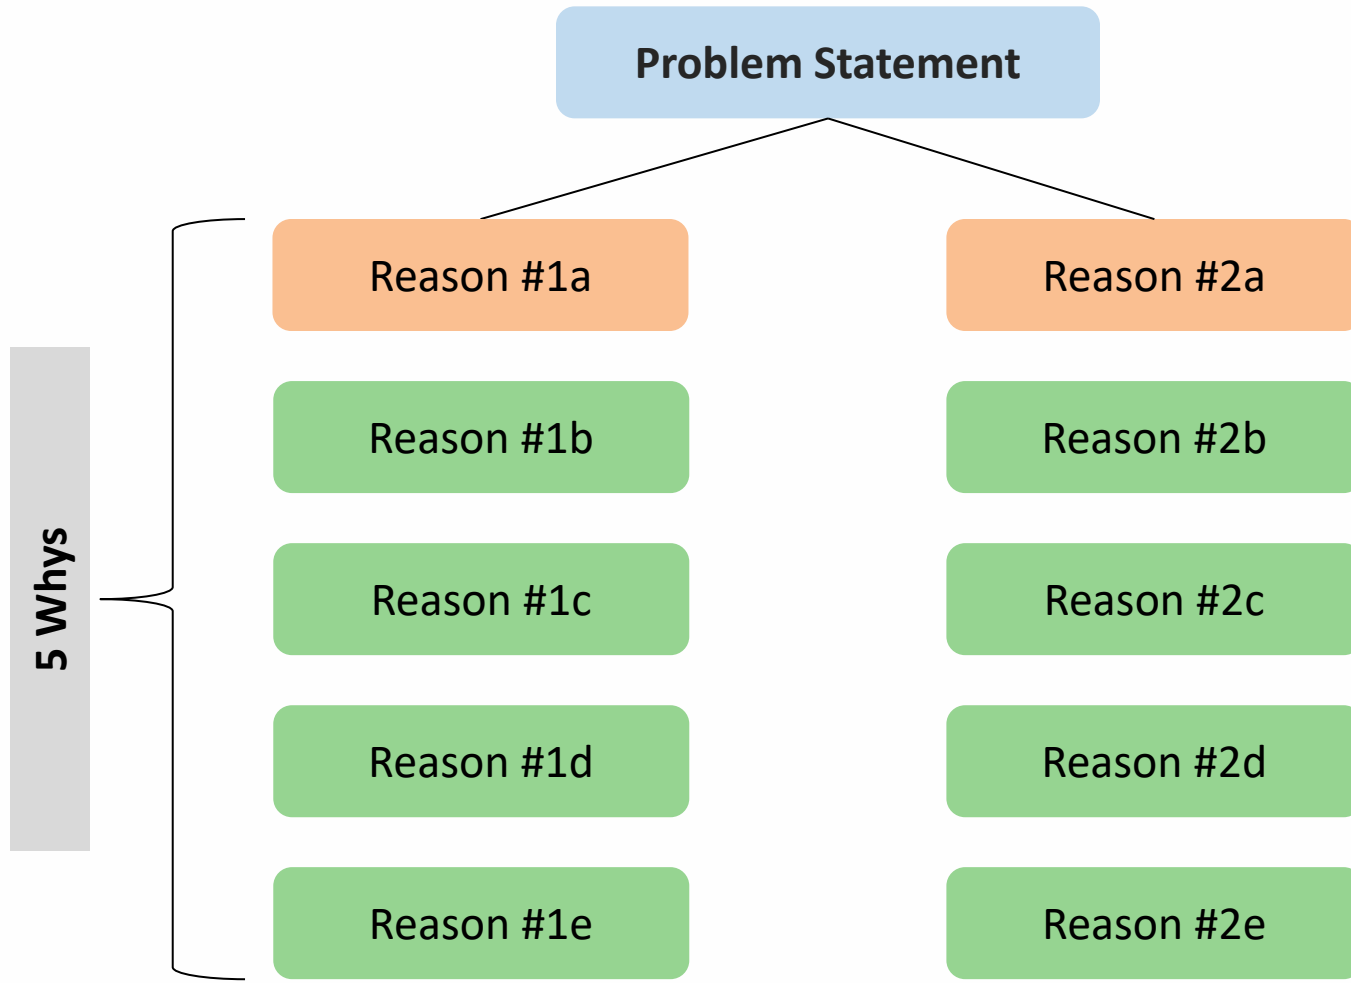 Problem Statement
5 Whys
Reason #1a
Reason #2a
Reason #1b
Reason #2b
Reason #1c
Reason #2c
Reason #1d
Reason #2d
Reason #1e
Reason #2e